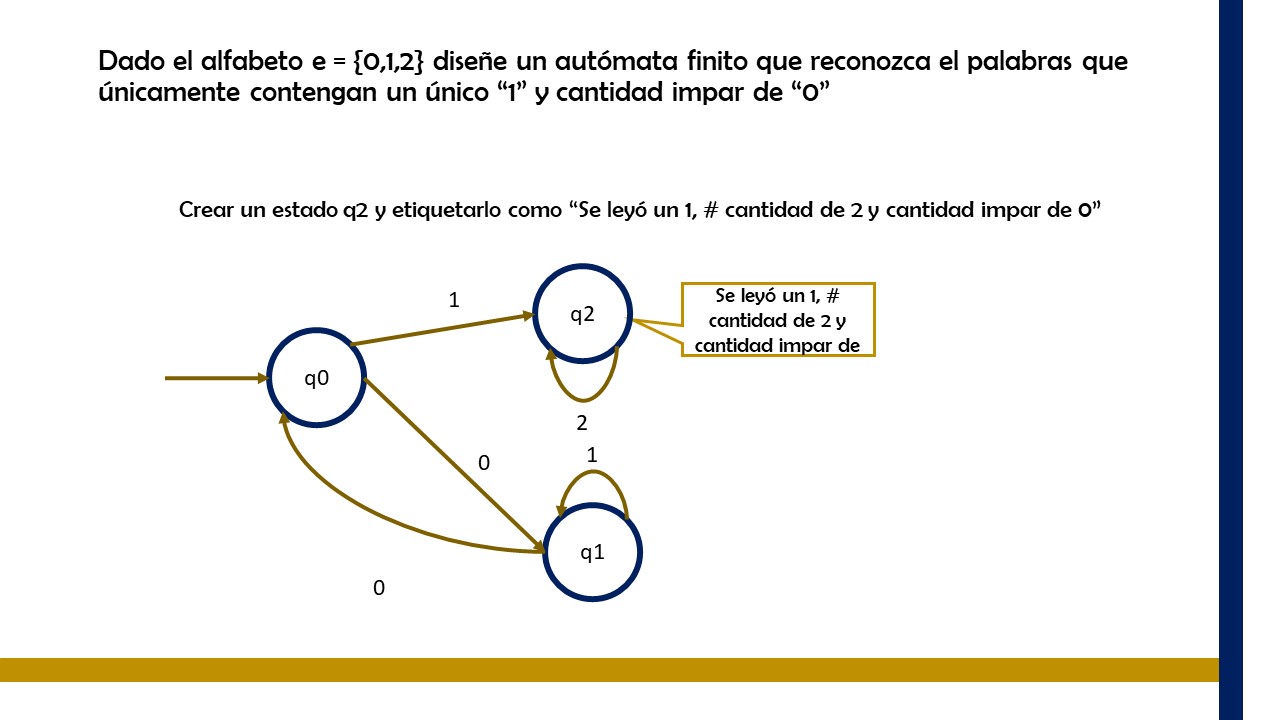 Dado el alfabeto e = {0,1,2} diseñe un autómata finito que reconozca el palabras que
únicamente contengan un único “1” y cantidad impar de “0”
Crear un estado q2 y etiquetarlo como “Se leyó un 1, # cantidad de 2 y cantidad impar de 0”
1
q2
Se leyó un 1, #
cantidad de 2 y
cantidad impar de
q0
2
1
0
q1
0